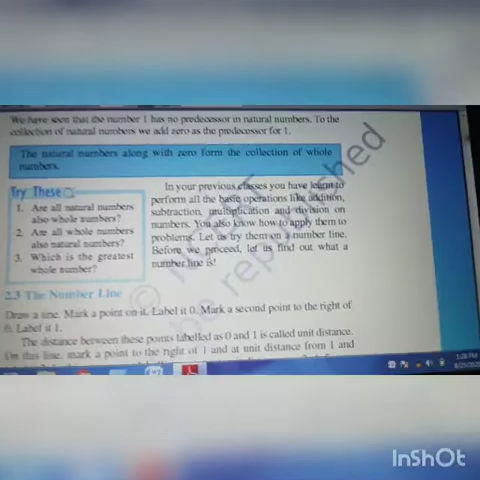 We have seen that the number 1 has no predecessor in natural numbers. To the
collection of natural numbers we add zero as the predecessor for 1.
The natural numbers along with zero form the collection of whole
numbers.
Try These
1. Are all natural numbers
also whole numbers?
2. Are all whole numbers
also natural numbers?
3. Which is the greatest
whole number?
In your previous classes you have learnt to
perform all the basic operations like addition,
subtraction, multiplication and division on
numbers. You also know how to apply them to
problems. Let us try them on a number line.
Before we proceed, let us find out what a
number line is!
2.3 The Number Line
Draw a line. Mark a point on it. Label it 0. Mark a second point to the right of
0. Label it 1.
The distance between these points labelled as 0 and 1 is called unit distance.
On this line, mark a point to the right of 1 and at unit distance from 1 and
be republished
1:28 PM
InShOt